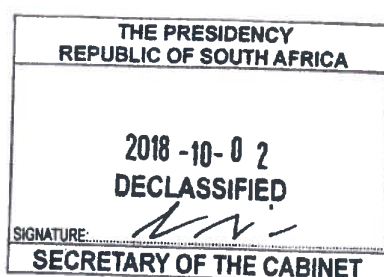 THE PRESIDENCY
REPUBLIC OF SOUTH AFRICA
2018 -10- 0 2
DECLASSIFIED
SIGNATURE:
SECRETARY OF THE CABINET